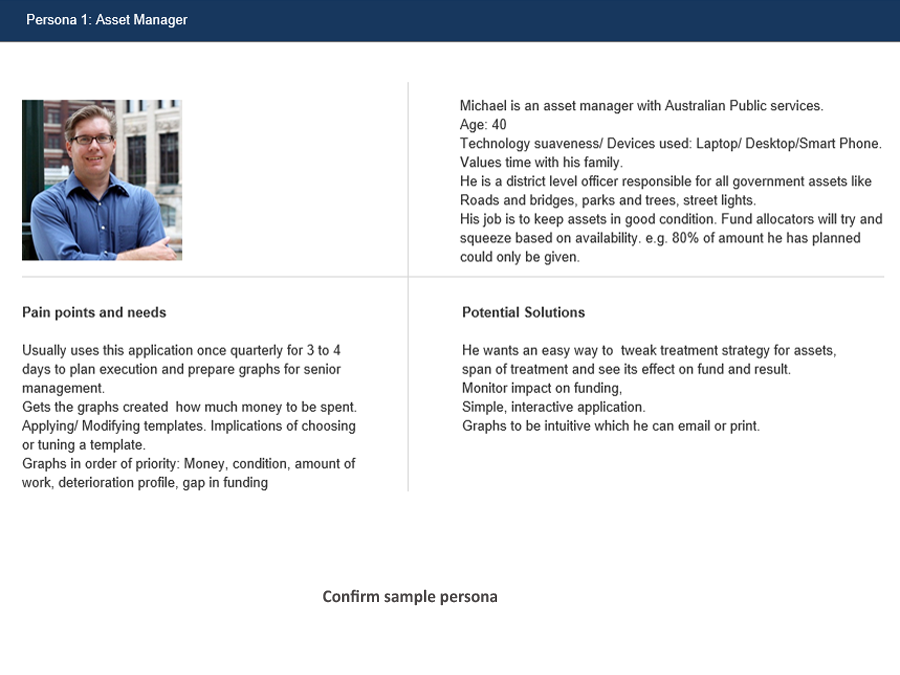 Persona 1: Asset Manager
Michael is an asset manager with Australian Public services.
Age: 40
Technology suaveness/ Devices used: Laptop/ Desktop/Smart Phone.
Values time with his family.
He is a district level officer responsible for all government assets like
Roads and bridges, parks and trees, street lights.
His job is to keep assets in good condition. Fund allocators will try and
squeeze based on availability. e.g. 80% of amount he has planned
could only be given.
Pain points and needs
Usually uses this application once quarterly for 3 to 4
days to plan execution and prepare graphs for senior
management.
Gets the graphs created  how much money to be spent.
Applying/ Modifying templates. Implications of choosing
or tuning a template.
Graphs in order of priority: Money, condition, amount of
work, deterioration profile, gap in funding
Potential Solutions
He wants an easy way to  tweak treatment strategy for assets,
span of treatment and see its effect on fund and result.
Monitor impact on funding,
Simple, interactive application.
Graphs to be intuitive which he can email or print.
Confirm sample persona